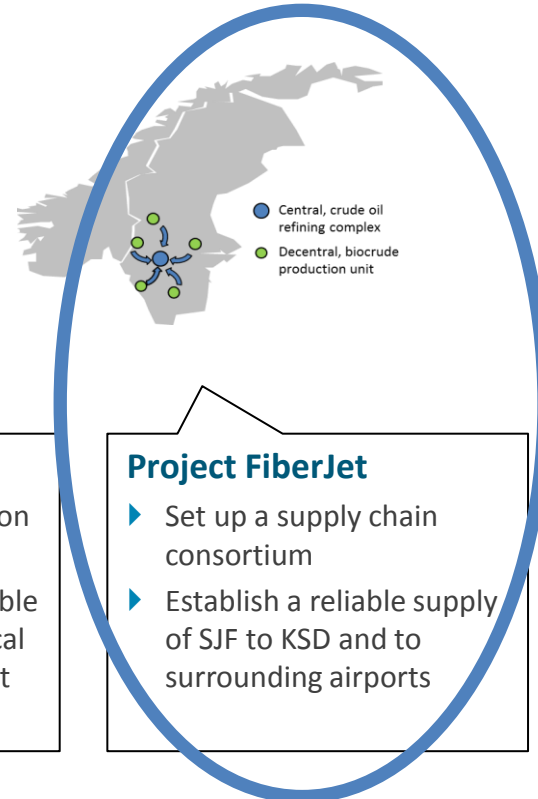 Central, crude oil
refining complex
Decentral, biocrude
production unit
on
ble
cal
t
Project FiberJet
Set up a supply chain
consortium
Establish a reliable supply
of SJF to KSD and to
surrounding airports